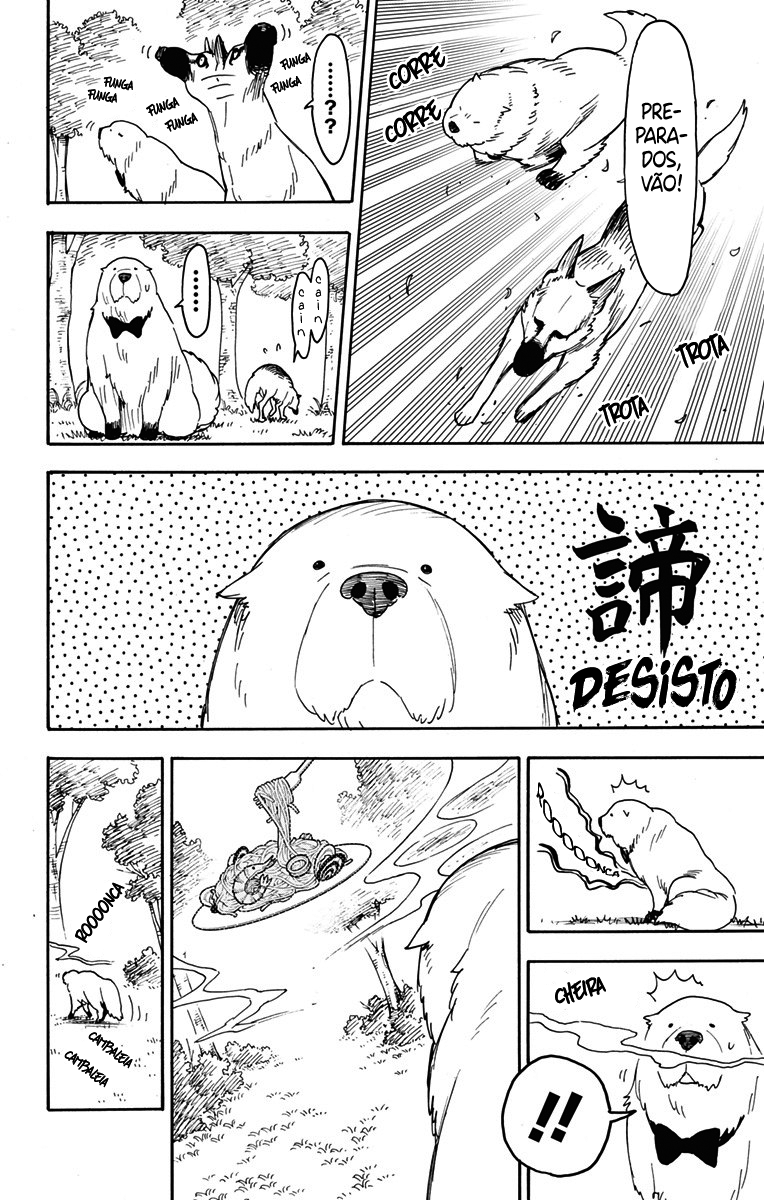 PRE-
PARA-
DOS,
VÃO!
CORRE
CORRE
TROTA
TROTA
.......??
FUNGA
FUNGA
FUNGA
FUNGA
FUNGA
FUNGA
......
cain
cain
諦
DESISTO
ROOOONCA
CHEIRA
!!
ROOOONCA
CAMBALEIA
CAMBALEIA